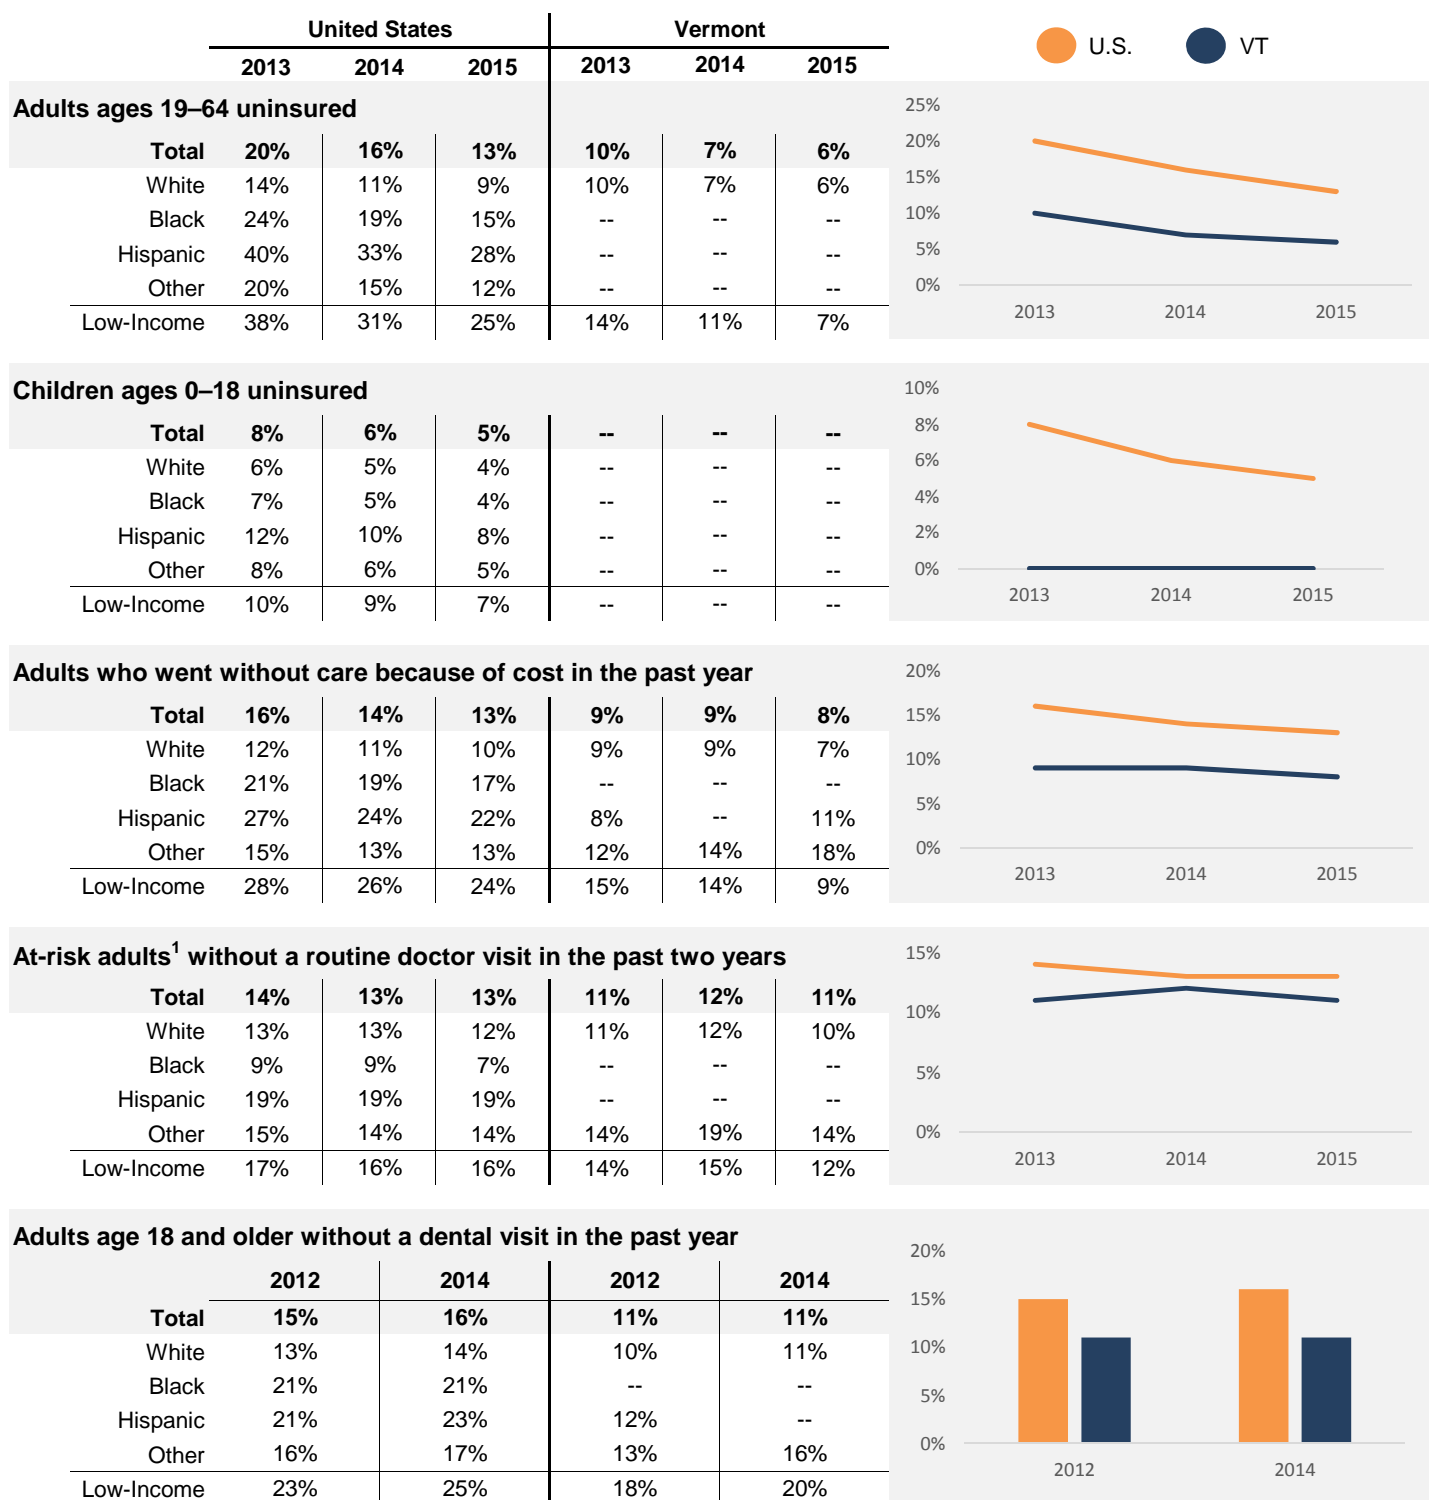 United States Vermont
2013 2014 2015 2013 2014 2015
U.S. VT
Adults ages 19–64 uninsured
Total 20% 16% 13% 10% 7% 6%
White 14% 11% 9% 10% 7% 6%
Black 24% 19% 15% -- -- --
Hispanic 40% 33% 28% -- -- --
Other 20% 15% 12% -- -- --
Low-Income 38% 31% 25% 14% 11% 7%
25%
20%
15%
10%
5%
0%
2013 2014 2015
Children ages 0–18 uninsured
Total 8% 6% 5% -- -- --
White 6% 5% 4% -- -- --
Black 7% 5% 4% -- -- --
Hispanic 12% 10% 8% -- -- --
Other 8% 6% 5% -- -- --
Low-Income 10% 9% 7% -- -- --
10%
8%
6%
4%
2%
0%
2013 2014 2015
Adults who went without care because of cost in the past year
Total 16% 14% 13% 9% 9% 8%
White 12% 11% 10% 9% 9% 7%
Black 21% 19% 17% -- -- --
Hispanic 27% 24% 22% 8% -- 11%
Other 15% 13% 13% 12% 14% 18%
Low-Income 28% 26% 24% 15% 14% 9%
20%
15%
10%
5%
0%
2013 2014 2015
At-risk adults¹ without a routine doctor visit in the past two years
Total 14% 13% 13% 11% 12% 11%
White 13% 13% 12% 11% 12% 10%
Black 9% 9% 7% -- -- --
Hispanic 19% 19% 19% -- -- --
Other 15% 14% 14% 14% 19% 14%
Low-Income 17% 16% 16% 14% 15% 12%
15%
10%
5%
0%
2013 2014 2015
Adults age 18 and older without a dental visit in the past year
2012 2014 2012 2014
Total 15% 16% 11% 11%
White 13% 14% 10% 11%
Black 21% 21% -- --
Hispanic 21% 23% 12% --
Other 16% 17% 13% 16%
Low-Income 23% 25% 18% 20%
20%
15%
10%
5%
0%
2012 2014